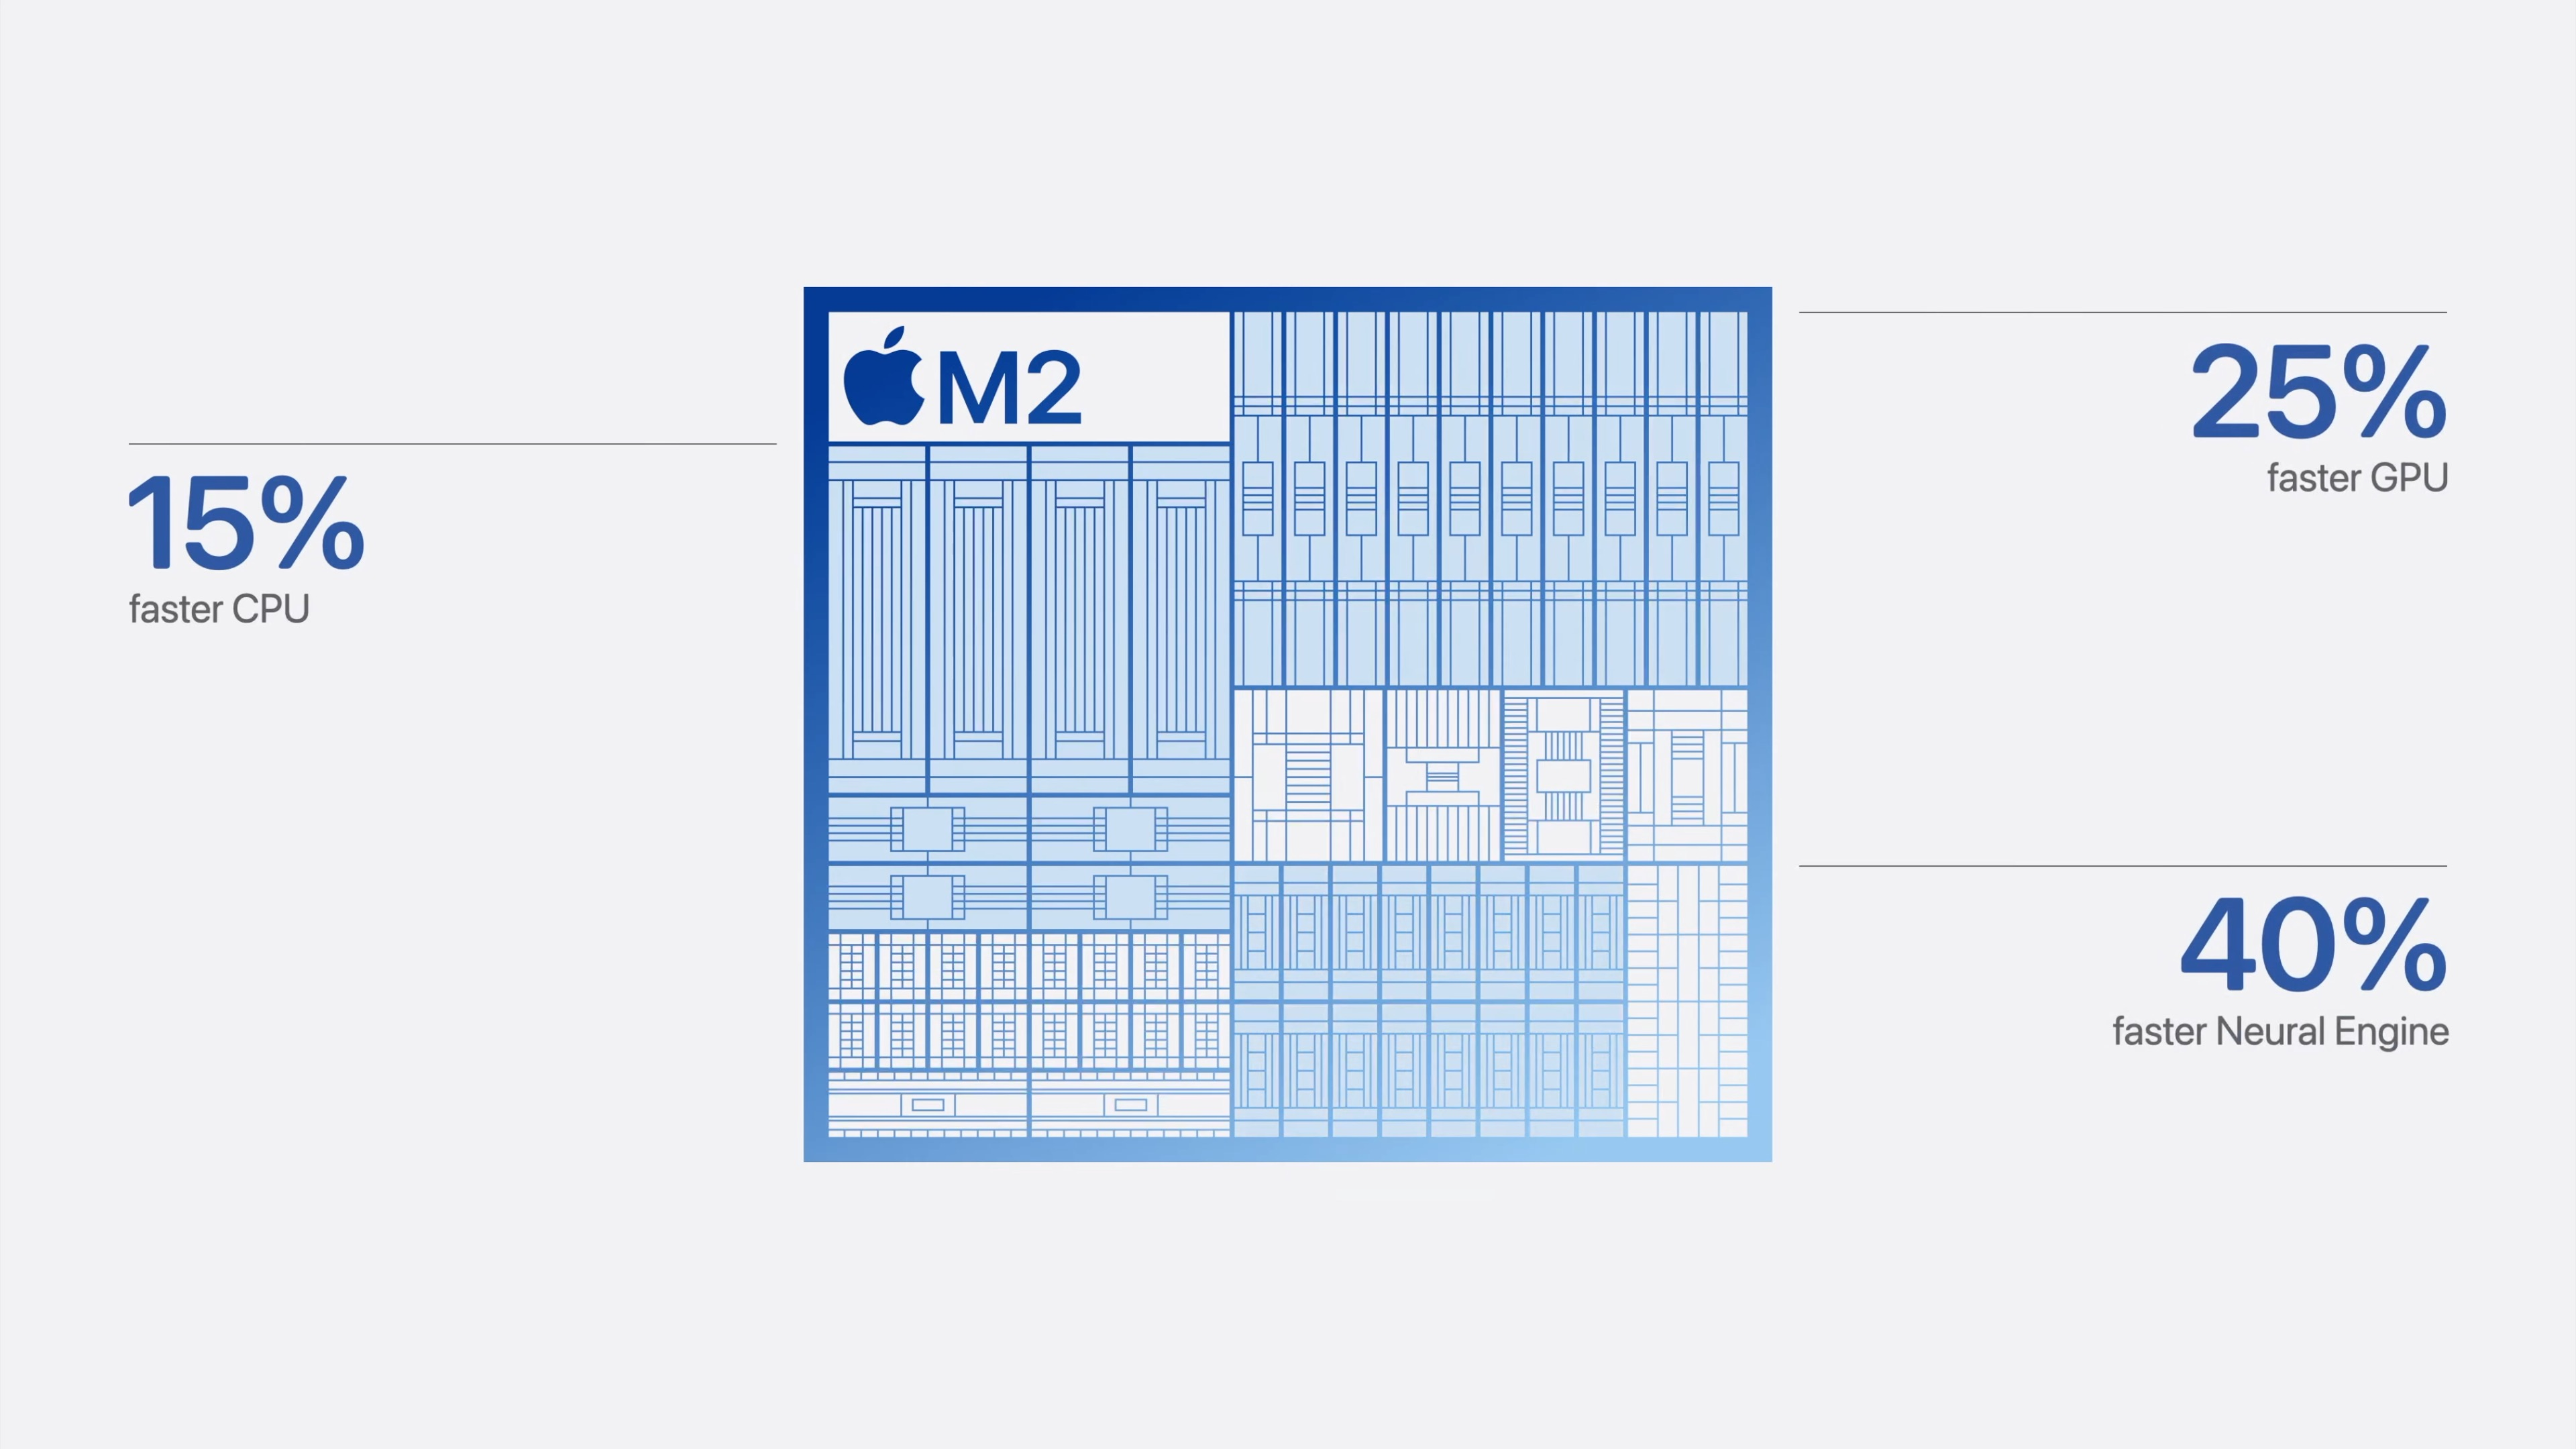 M2
15%
faster CPU
25%
faster GPU
40%
faster Neural Engine